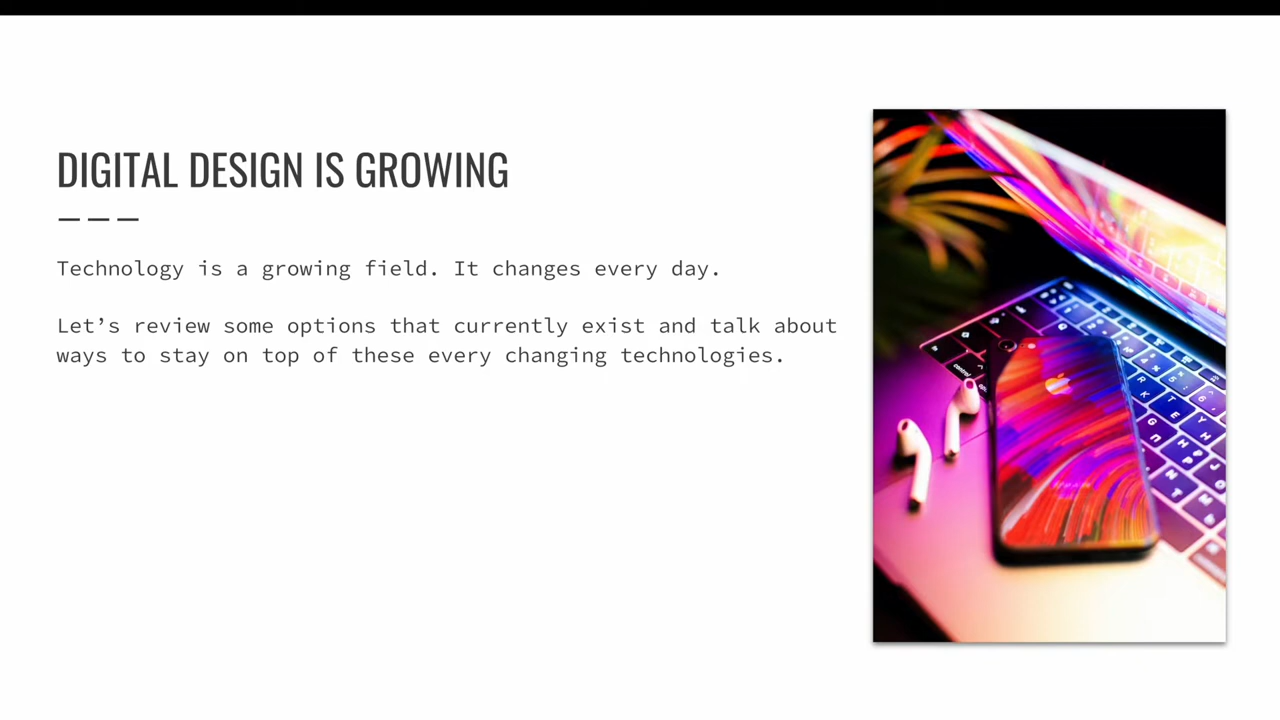 DIGITAL DESIGN IS GROWING
Technology is a growing field. It changes every day.
Let’s review some options that currently exist and talk about
ways to stay on top of these every changing technologies.
control